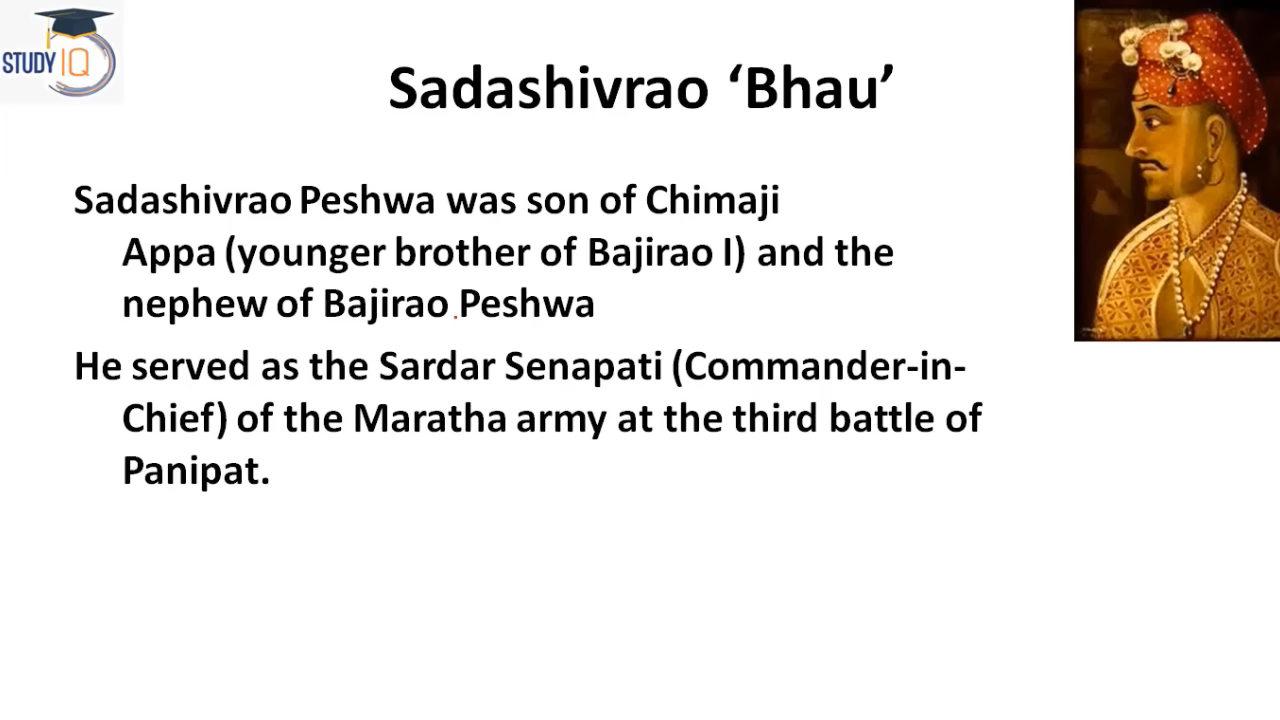 STUDY IQ
Sadashivrao ‘Bhau’
Sadashivrao Peshwa was son of Chimaji
Appa (younger brother of Bajirao I) and the
nephew of Bajirao Peshwa
He served as the Sardar Senapati (Commander-in-
Chief) of the Maratha army at the third battle of
Panipat.